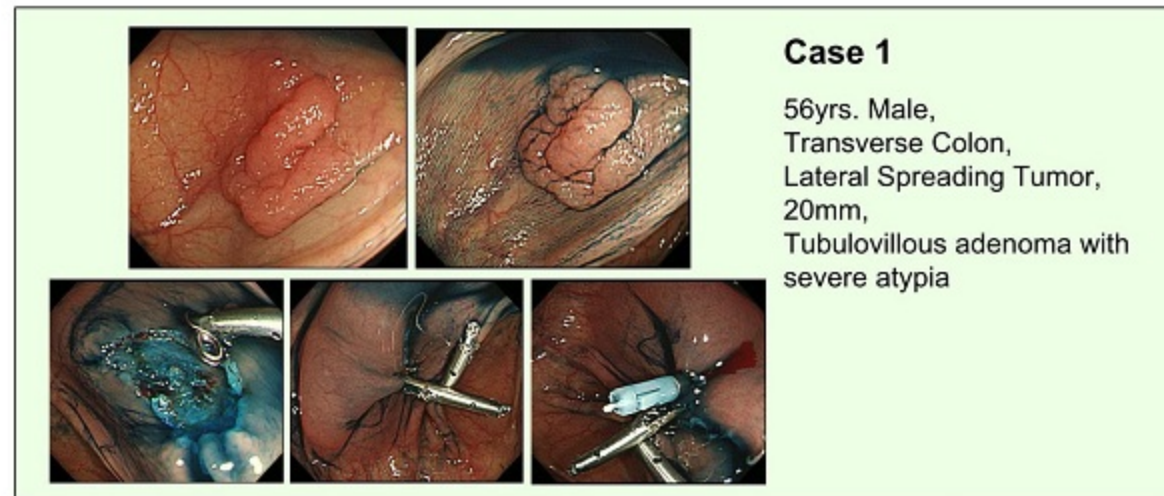 Case 1
56yrs. Male,
Transverse Colon,
Lateral Spreading Tumor,
20mm,
Tubulovillous adenoma with
severe atypia